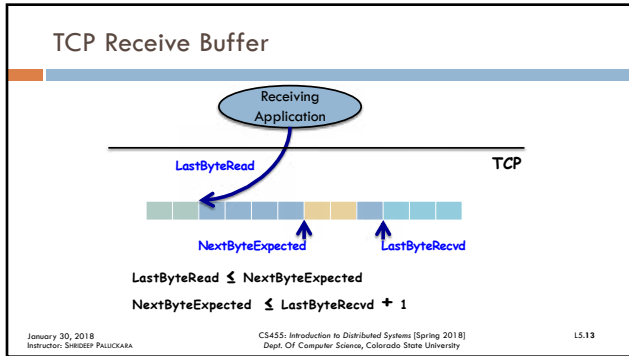 TCP Receive Buffer
Receiving
Application
LastByteRead
TCP
NextByteExpected
LastByteRecvd
LastByteRead ≤ NextByteExpected
NextByteExpected ≤ LastByteRecvd + 1
January 30, 2018
Instructor: SHRIDEEP PALLICKARA
CS455: Introduction to Distributed Systems [Spring 2018]
Dept. Of Computer Science, Colorado State University
L5.13